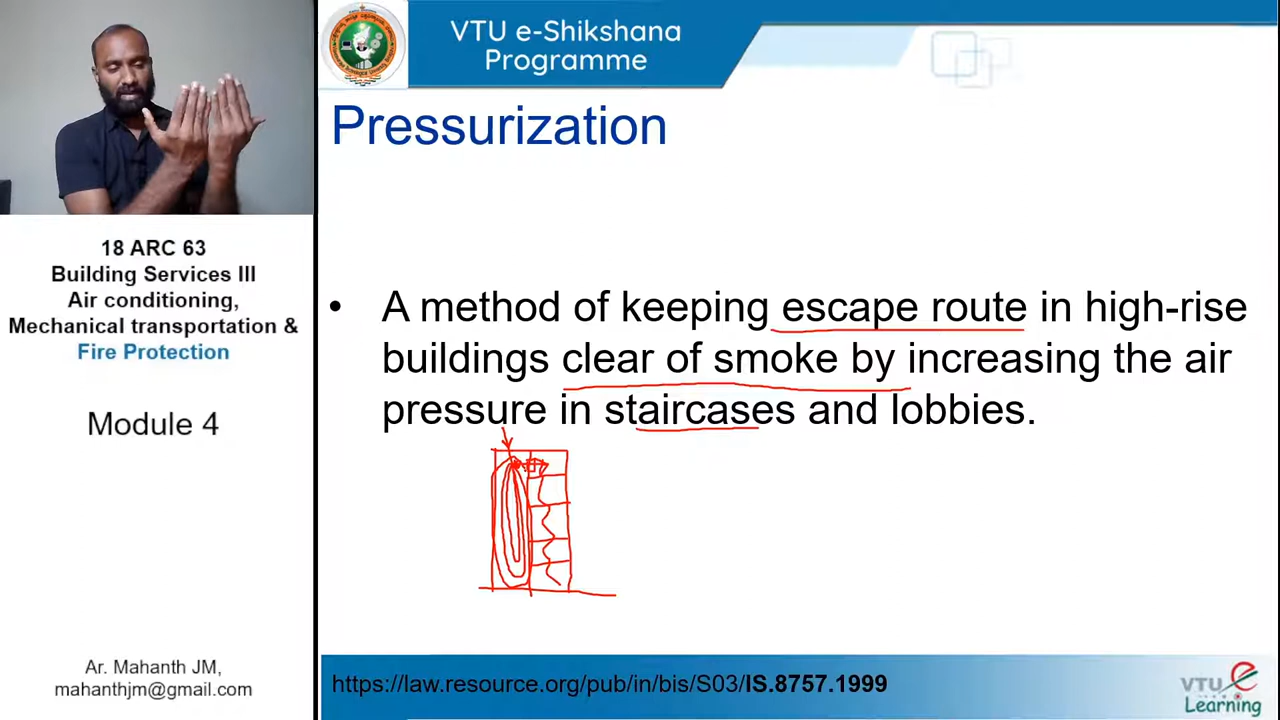 VTU e-Shikshana
Programme
Pressurization
18 ARC 63
Building Services III
Air conditioning,
Mechanical transportation &
Fire Protection
Module 4
Ar. Mahanth JM,
mahanthjm@gmail.com
• A method of keeping escape route in high-rise
buildings clear of smoke by increasing the air
pressure in staircases and lobbies.
https://law.resource.org/pub/in/bis/S03/IS.8757.1999
VTU e
Learning